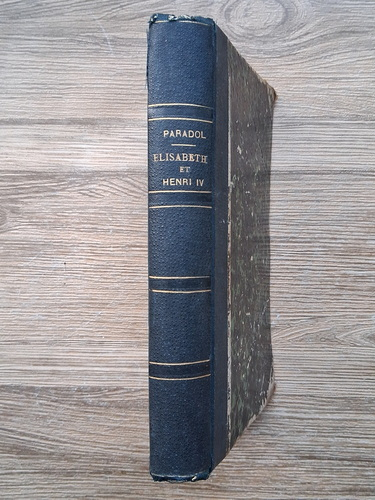 PARADOL
ELISABETH
ET
HENRI IV